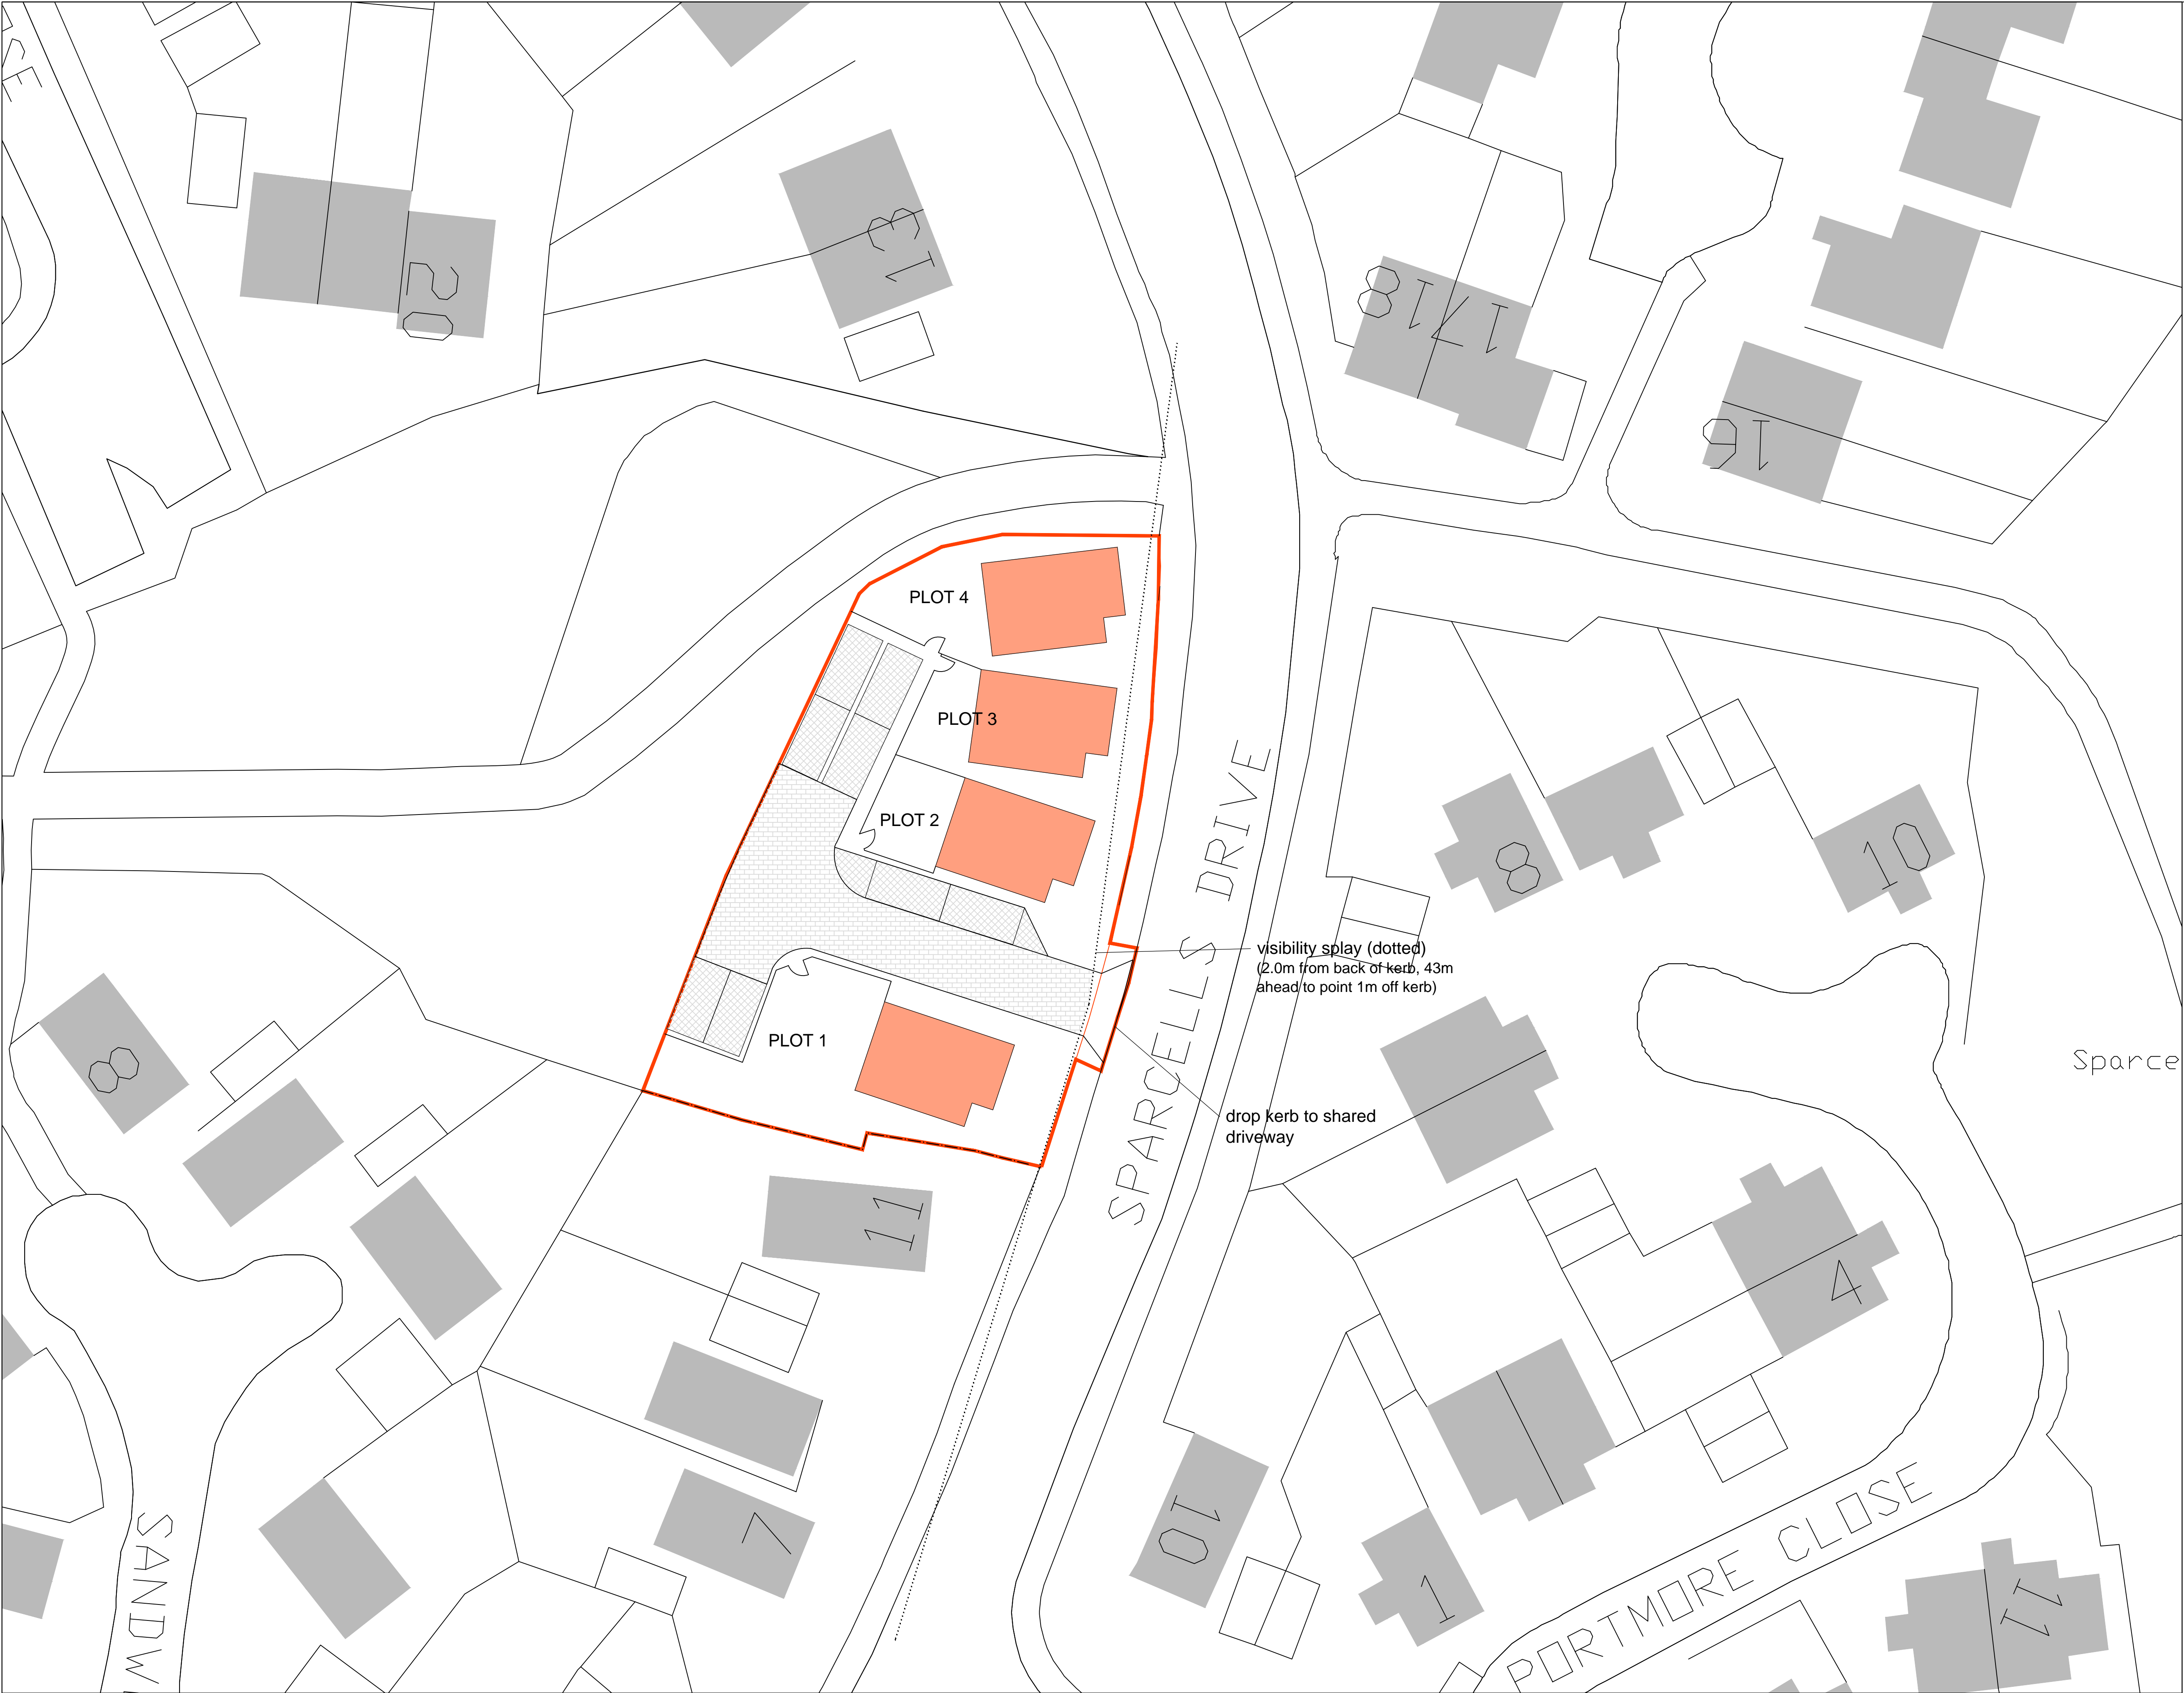 13
18
17
16
PLOT 4
PLOT 3
PLOT 2
PLOT 1
SPARCELLS DRIVE
visibility splay (dotted)
(2.0m from back of kerb, 43m
ahead to point 1m off kerb)
drop kerb to shared
driveway
8
10
Sparce
8
11
4
7
10
1
PORTMORE CLOSE
11
SANDW